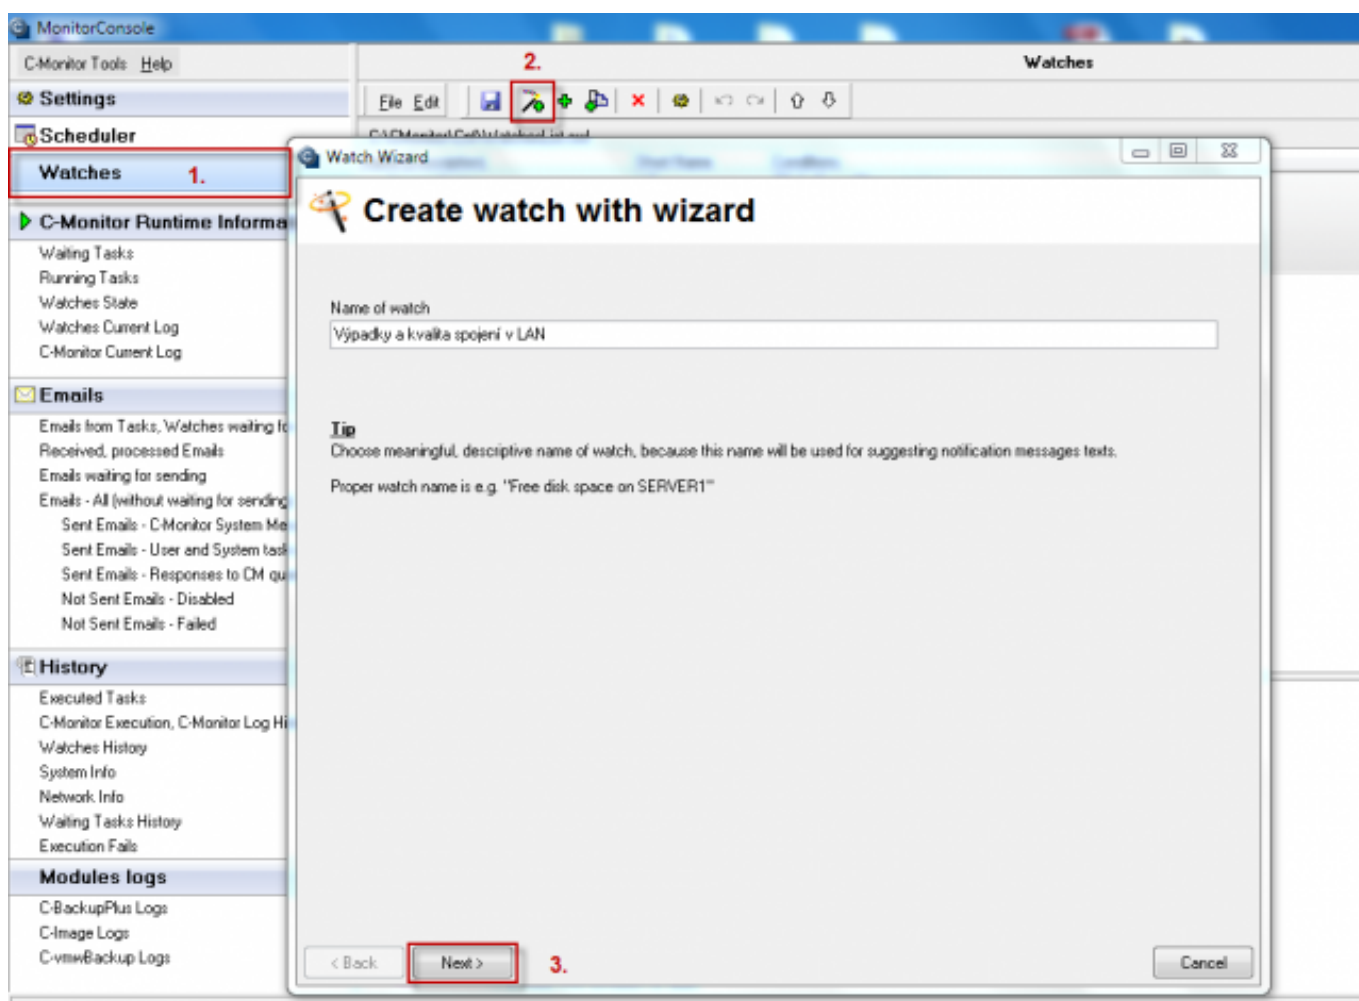 MonitorConsole
C-Monitor Tools Help
Settings
Scheduler
Watches 1.
C-Monitor Runtime Informa
Waiting Tasks
Running Tasks
Watches State
Watches Current Log
C-Monitor Current Log
Emails
Emails from Tasks, Watches waiting fo
Received, processed Emails
Emails waiting for sending
Emails - All (without waiting for sending
Sent Emails - C-Monitor System Me
Sent Emails - User and System task
Sent Emails - Responses to CM qu
Not Sent Emails - Disabled
Not Sent Emails - Failed
History
Executed Tasks
C-Monitor Execution, C-Monitor Log Hi
Watches History
System Info
Network Info
Waiting Tasks History
Execution Fails
Modules logs
C-BackupPlus Logs
C-Image Logs
C-vmwBackup Logs
2.
Watches
File Edit
Watch Wizard
Create watch with wizard
Name of watch
Výpadky a kvalita spojení v LAN
Tip
Choose meaningful, descriptive name of watch, because this name will be used for suggesting notification messages texts.
Proper watch name is e.g. "Free disk space on SERVER1"
< Back Next > 3. Cancel